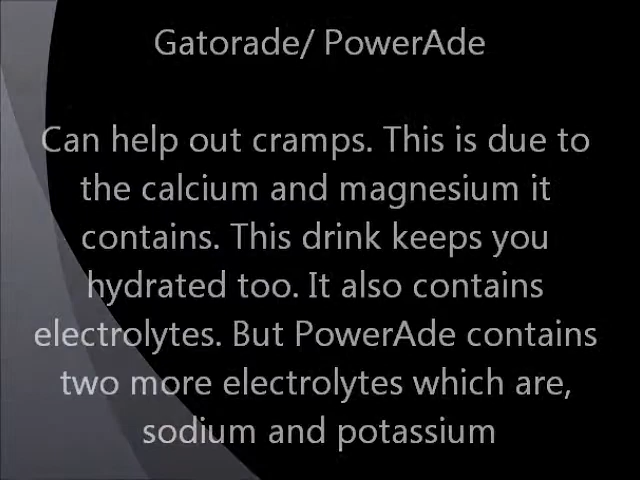 Gatorade/ PowerAde
Can help out cramps. This is due to
the calcium and magnesium it
contains. This drink keeps you
hydrated too. It also contains
electrolytes. But PowerAde contains
two more electrolytes which are,
sodium and potassium